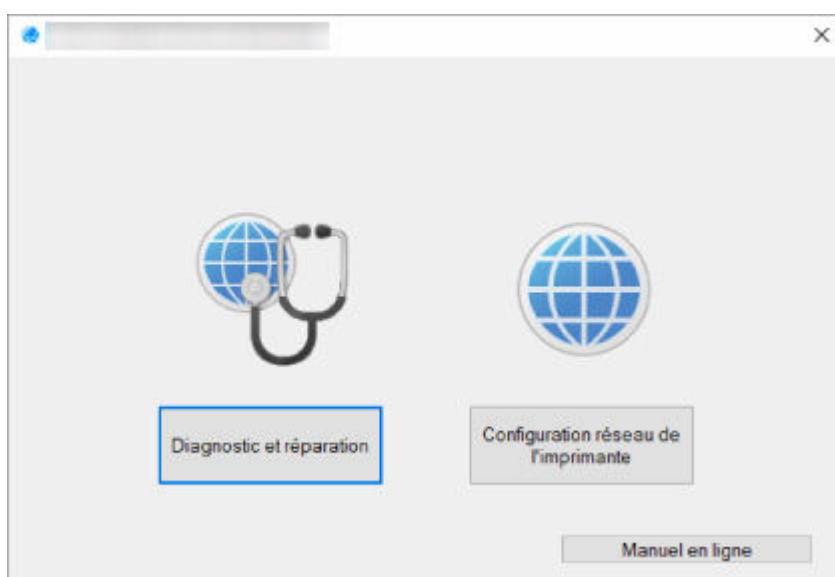 Diagnostic et réparation
Configuration réseau de
l'imprimante
Manuel en ligne